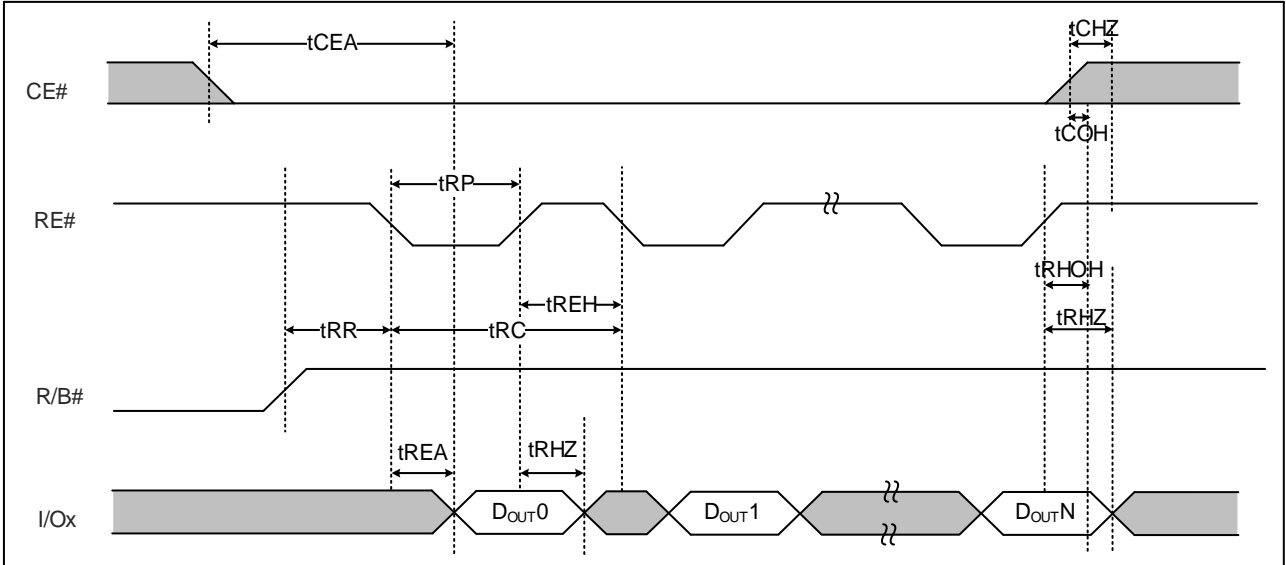 tCEA
tCHZ
CE#
tCOH
tRP
RE#
tRHOH
tREH
tRHZ
tRR
tRC
R/B#
tREA
tRHZ
I/Ox
DOUT0
DOUT1
DOUTN